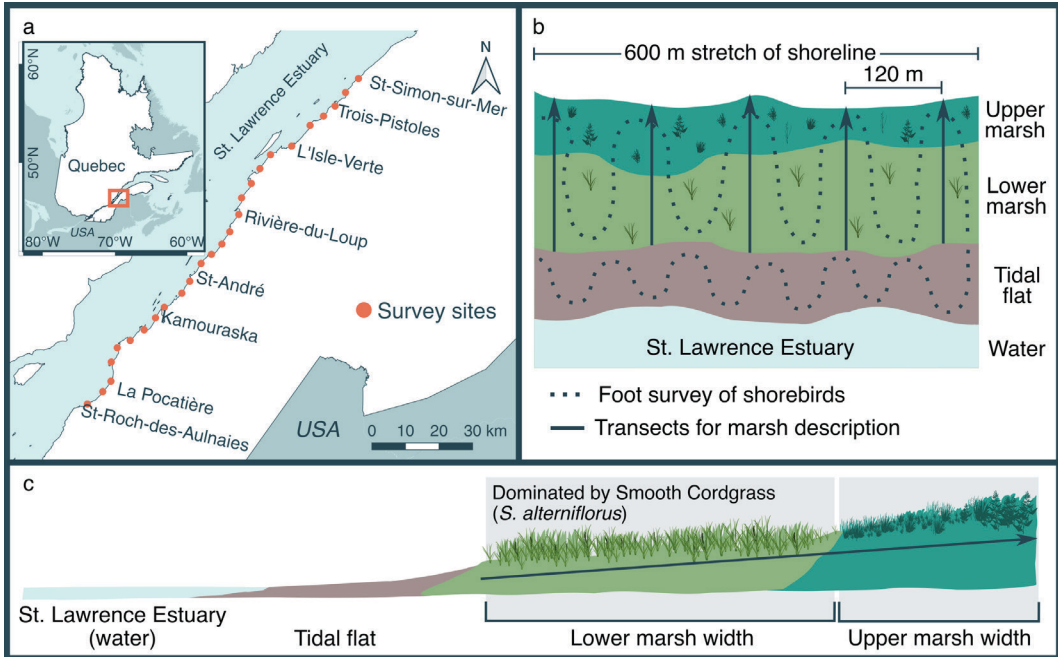 a
60°N
50°N
Quebec
USA
80°W
70°W
60°W
St. Lawrence Estuary
N
St-Simon-sur-Mer
Trois-Pistoles
L'Isle-Verte
Rivière-du-Loup
St-André
Kamouraska
La Pocatière
St-Roch-des-Aulnaies
Survey sites
USA
0 10 20 30 km
b
600 m stretch of shoreline
120 m
Upper
marsh
Lower
marsh
Tidal
flat
St. Lawrence Estuary
Water
Foot survey of shorebirds
Transects for marsh description
c
Dominated by Smooth Cordgrass
(S. alterniflorus)
St. Lawrence Estuary
(water)
Tidal flat
Lower marsh width
Upper marsh width